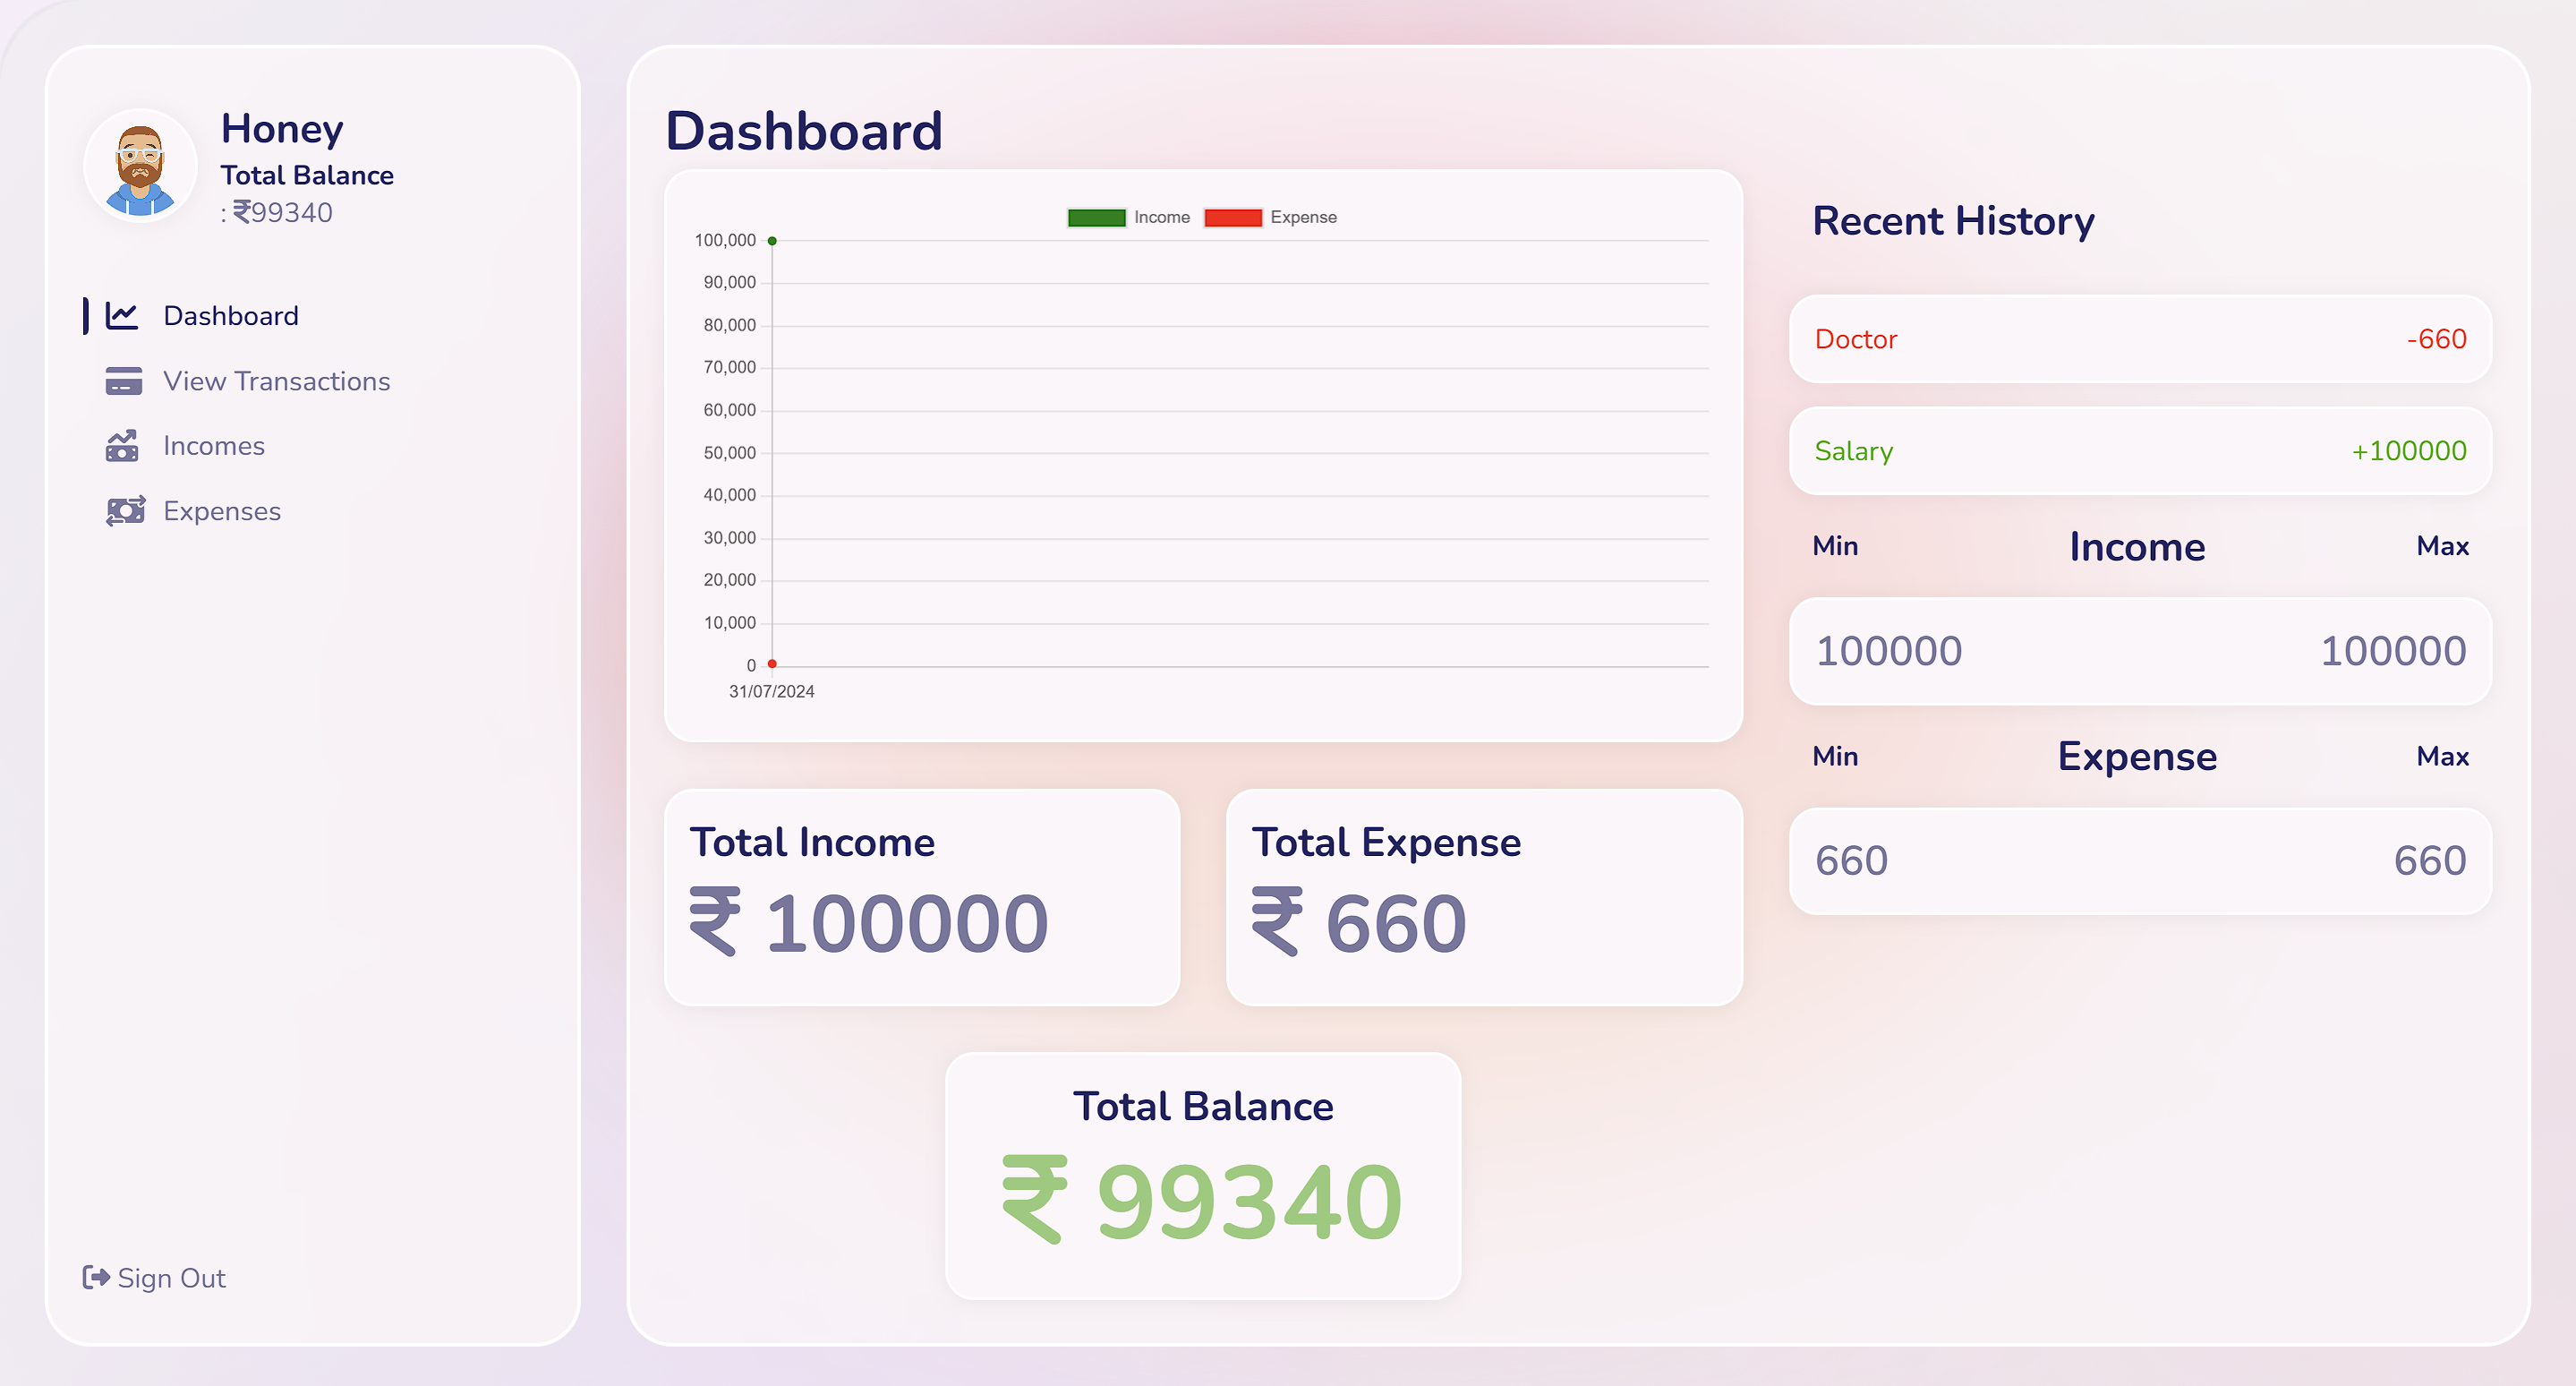 Honey
Total Balance
: ₹99340
Dashboard
View Transactions
Incomes
Expenses
Sign Out
Dashboard
Income Expense
100,000
90,000
80,000
70,000
60,000
50,000
40,000
30,000
20,000
10,000
0
31/07/2024
Total Income
₹ 100000
Total Expense
₹ 660
Total Balance
₹ 99340
Recent History
Doctor -660
Salary +100000
Min Income Max
100000 100000
Min Expense Max
660 660